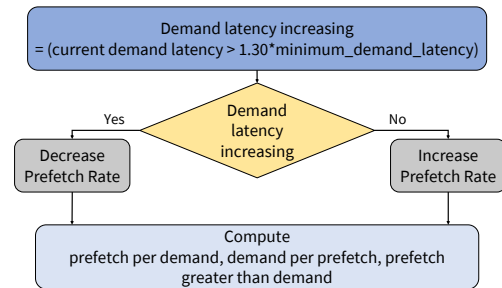 Demand latency increasing
= (current demand latency > 1.30*minimum_demand_latency)
Yes
Demand
latency
increasing
No
Decrease
Prefetch Rate
Increase
Prefetch Rate
Compute
prefetch per demand, demand per prefetch, prefetch
greater than demand